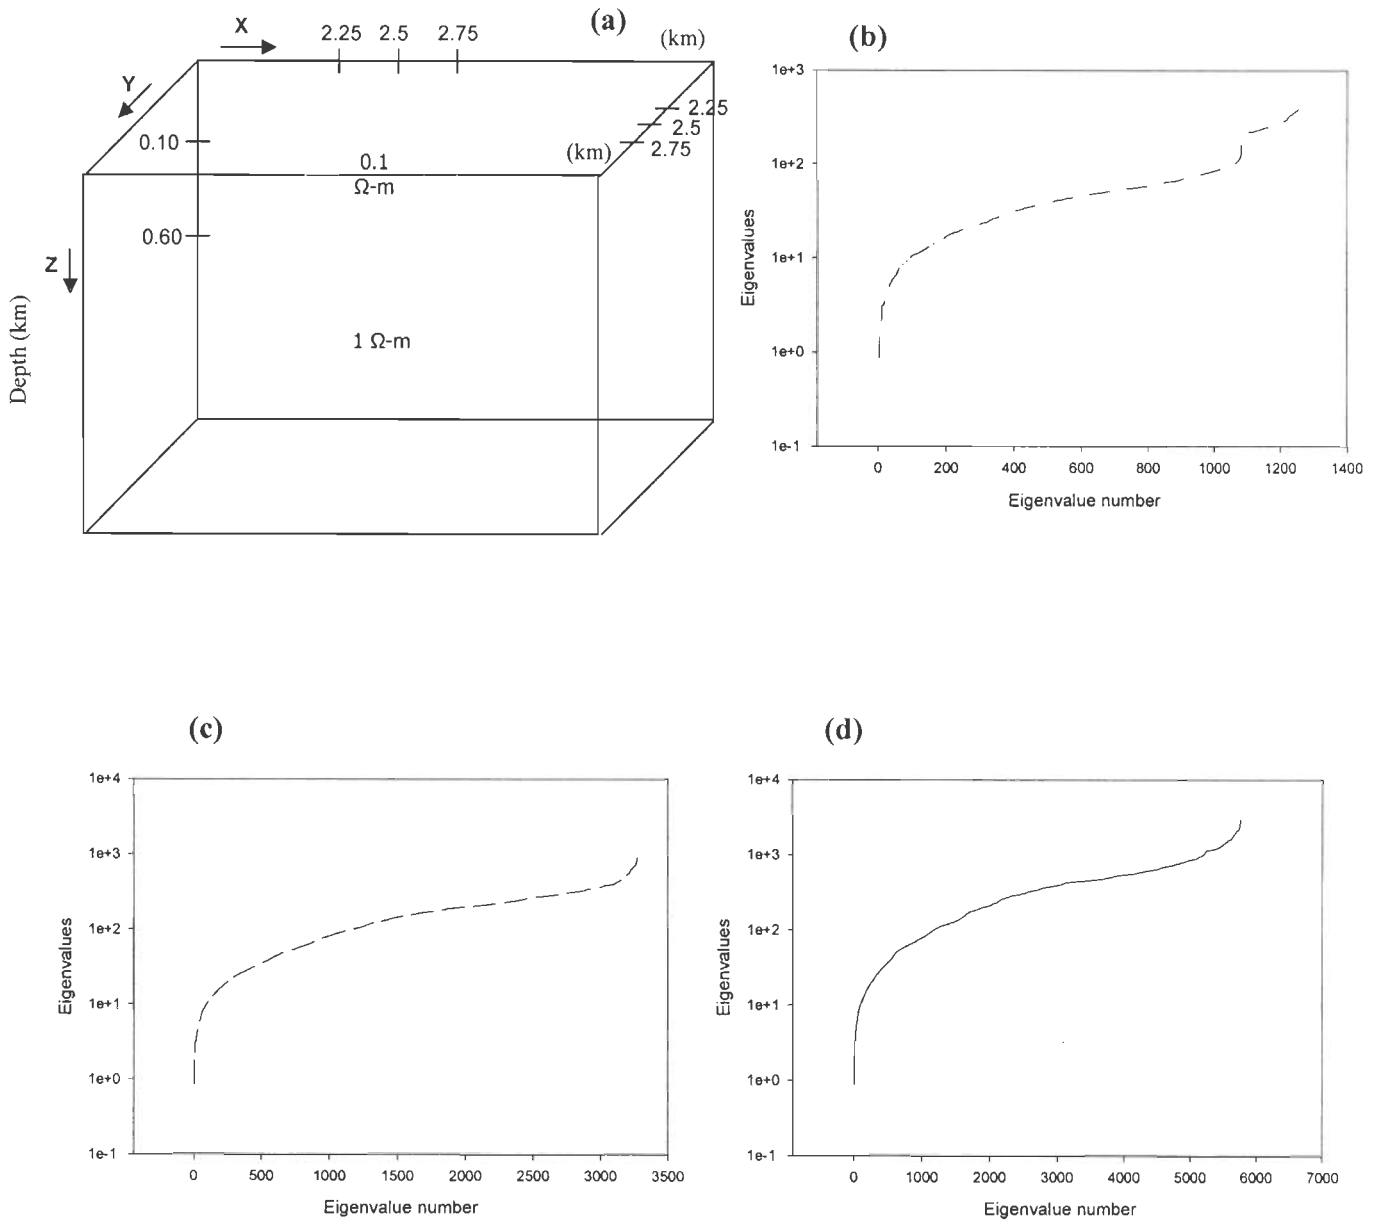 (a)
X
2.25 2.5 2.75
(km)
Y
2.25
2.5
2.75
(km)
0.10
0.1
Ω-m
0.60
Z
1 Ω-m
Depth (km)
(b)
1e+3
1e+2
1e+1
1e+0
1e-1
Eigenvalues
0 200 400 600 800 1000 1200 1400
Eigenvalue number
(c)
1e+4
1e+3
1e+2
1e+1
1e+0
1e-1
Eigenvalues
0 500 1000 1500 2000 2500 3000 3500
Eigenvalue number
(d)
1e+4
1e+3
1e+2
1e+1
1e+0
1e-1
Eigenvalues
0 1000 2000 3000 4000 5000 6000 7000
Eigenvalue number